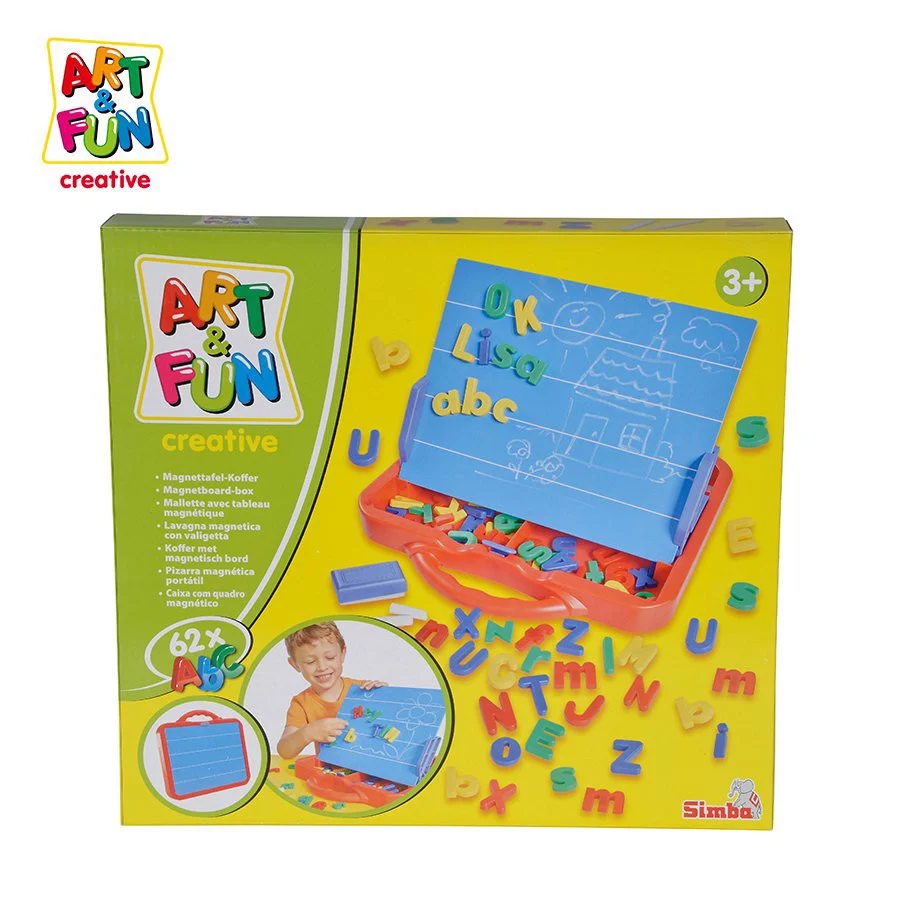 ART
&
FUN
creative
ART
&
FUN
creative
• Magnettafel-Koffer
• Magnetboard-box
• Mallette avec tableau
magnétique
• Lavagna magnetica
con valigetta
• Koffer met
magnetisch bord
• Pizarra magnética
portátil
• Caixa com quadro
magnético
62x
ABC
3+
OK
Lisa
abc
Simba